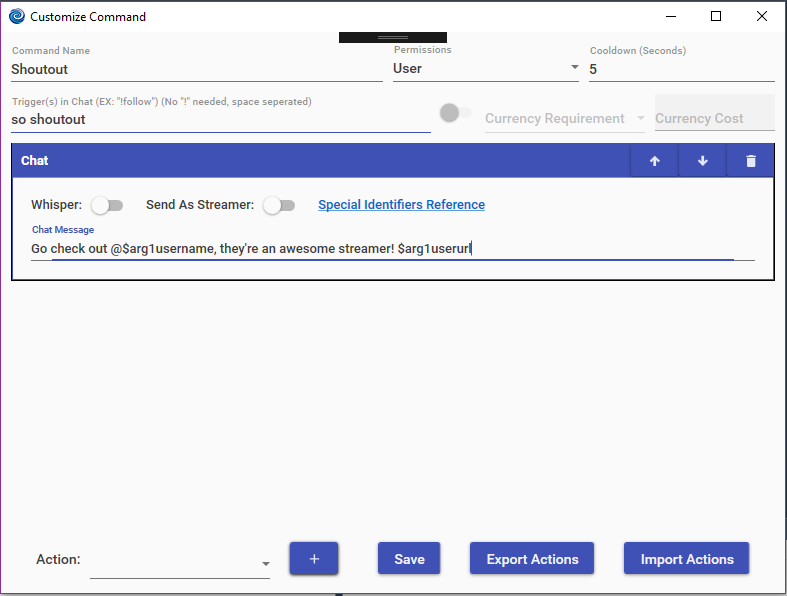 Customize Command
Command Name
Shoutout
Permissions
User
Cooldown (Seconds)
5
Trigger(s) in Chat (EX: "!follow") (No "!" needed, space seperated)
so shoutout
Currency Requirement
Currency Cost
Chat
Whisper:
Send As Streamer:
Special Identifiers Reference
Chat Message
Go check out @$arg1username, they're an awesome streamer! $arg1userurl
Action:
+
Save
Export Actions
Import Actions